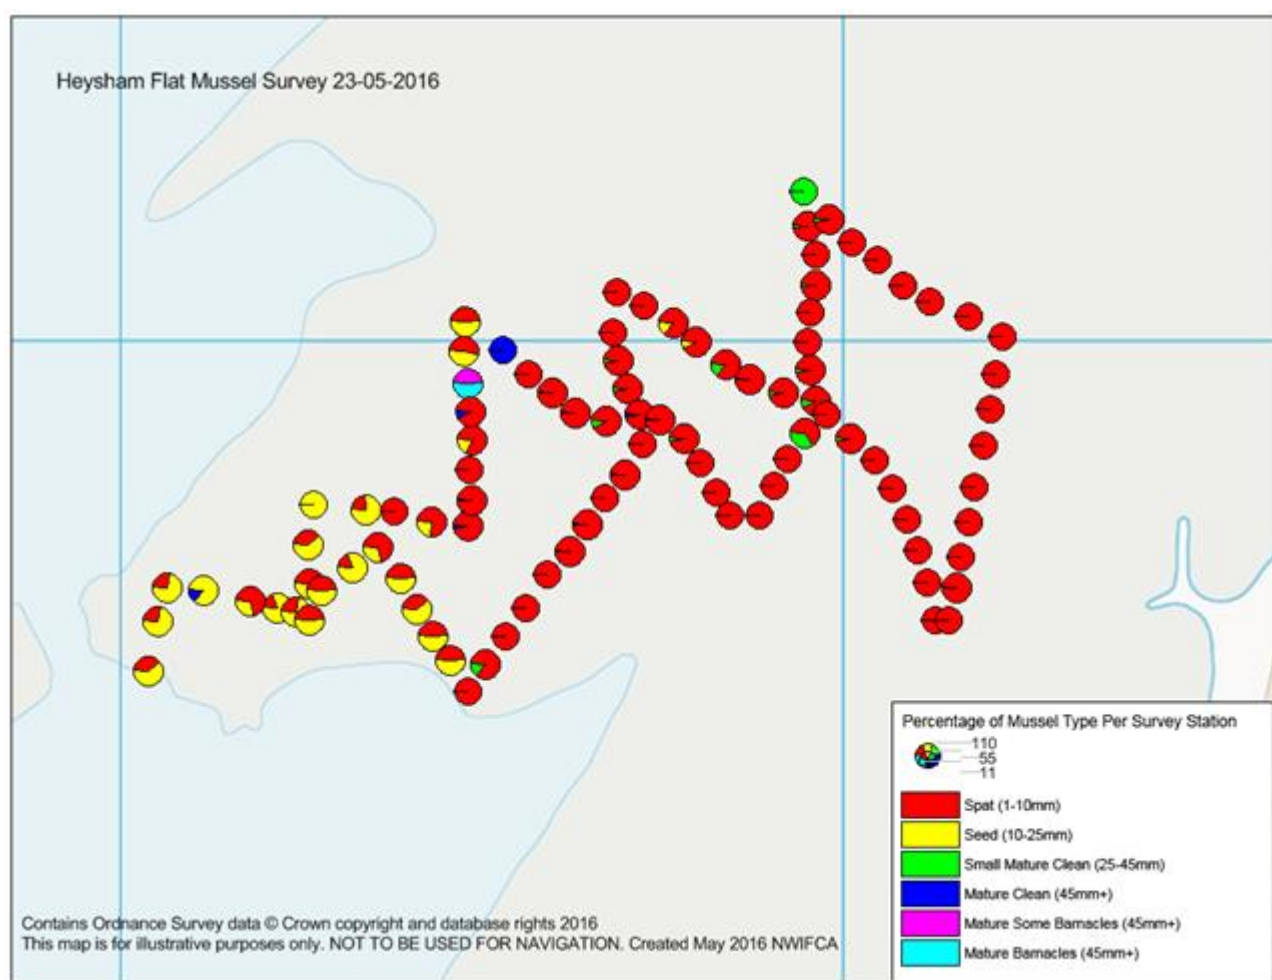 Heysham Flat Mussel Survey 23-05-2016
Percentage of Mussel Type Per Survey Station
110
55
11
Spat (1-10mm)
Seed (10-25mm)
Small Mature Clean (25-45mm)
Mature Clean (45mm+)
Mature Some Barnacles (45mm+)
Mature Barnacles (45mm+)
Contains Ordnance Survey data © Crown copyright and database rights 2016
This map is for illustrative purposes only. NOT TO BE USED FOR NAVIGATION. Created May 2016 NWIFCA